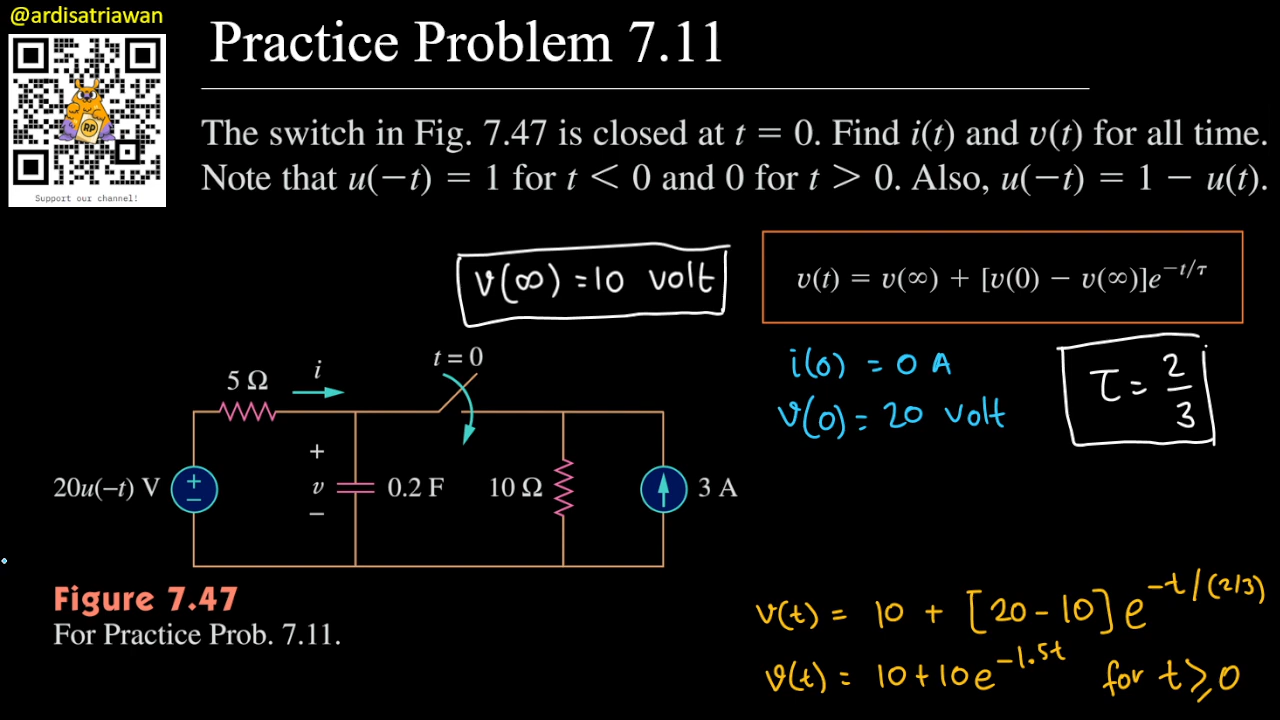 @ardisatriawan
RP
Support our channel!
Practice Problem 7.11
The switch in Fig. 7.47 is closed at t = 0. Find i(t) and v(t) for all time.
Note that u(−t) = 1 for t < 0 and 0 for t > 0. Also, u(−t) = 1 − u(t).
v(∞) = 10 volt
v(t) = v(∞) + [v(0) − v(∞)]e^−t/τ
i(0) = 0 A
v(0) = 20 volt
τ = 2/3
t = 0
5 Ω
i
20u(−t) V
+
−
+
v
−
0.2 F
10 Ω
3 A
Figure 7.47
For Practice Prob. 7.11.
v(t) = 10 + [20 - 10] e^-t/(2/3)
v(t) = 10 + 10e^-1.5t for t ≥ 0